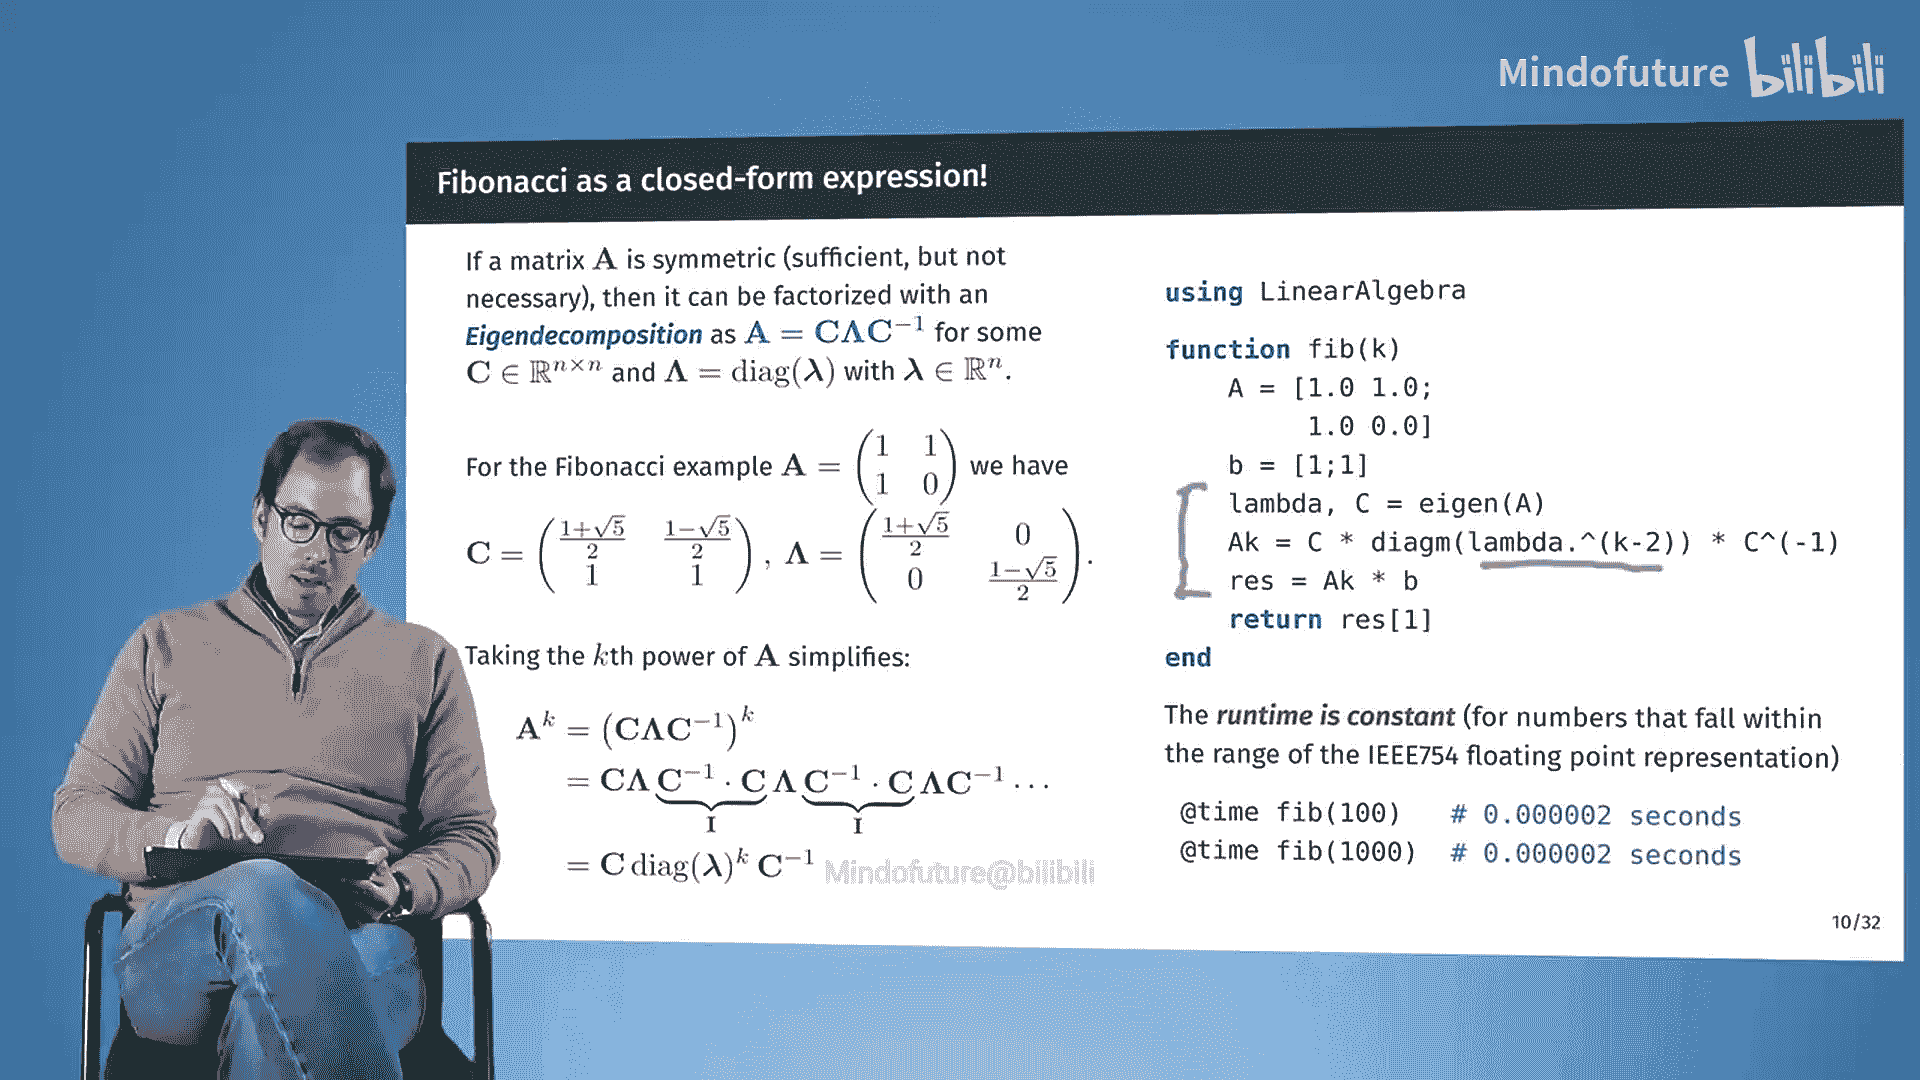 Mindofuture bilibili
Fibonacci as a closed-form expression!
If a matrix A is symmetric (sufficient, but not
necessary), then it can be factorized with an
Eigendecomposition as A = CΛC⁻¹ for some
C ∈ ℝⁿˣⁿ and Λ = diag(λ) with λ ∈ ℝⁿ.
For the Fibonacci example A = (1 1; 1 0) we have
C = ((1+√5)/2 (1−√5)/2; 1 1), Λ = ((1+√5)/2 0; 0 (1−√5)/2).
Taking the kth power of A simplifies:
Aᵏ = (CΛC⁻¹)ᵏ
= CΛC⁻¹ · CΛC⁻¹ · CΛC⁻¹ ⋯
I I
= C diag(λ)ᵏ C⁻¹
Mindofuture@bilibili
using LinearAlgebra
function fib(k)
A = [1.0 1.0;
1.0 0.0]
b = [1;1]
lambda, C = eigen(A)
Ak = C * diagm(lambda.^(k-2)) * C^(-1)
res = Ak * b
return res[1]
end
The runtime is constant (for numbers that fall within
the range of the IEEE754 floating point representation)
@time fib(100) # 0.000002 seconds
@time fib(1000) # 0.000002 seconds
10/32